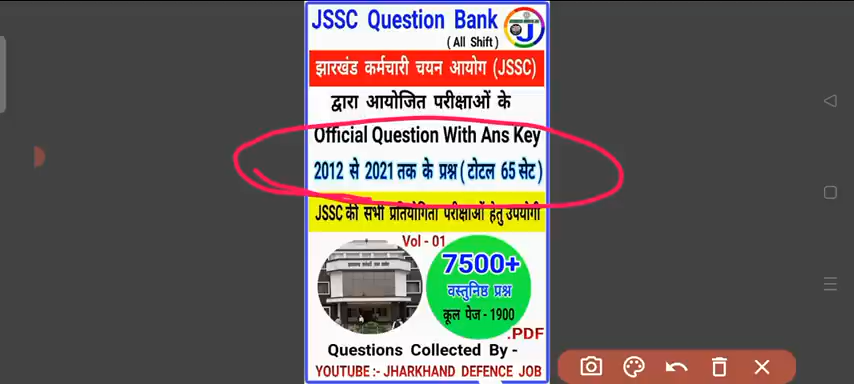 JSSC Question Bank
( All Shift )
झारखंड कर्मचारी चयन आयोग (JSSC)
द्वारा आयोजित परीक्षाओं के
Official Question With Ans Key
2012 से 2021 तक के प्रश्न ( टोटल 65 सेट )
JSSC की सभी प्रतियोगिता परीक्षाओं हेतु उपयोगी
Vol - 01
7500+
वस्तुनिष्ठ प्रश्न
कूल पेज - 1900
.PDF
Questions Collected By -
YOUTUBE :- JHARKHAND DEFENCE JOB